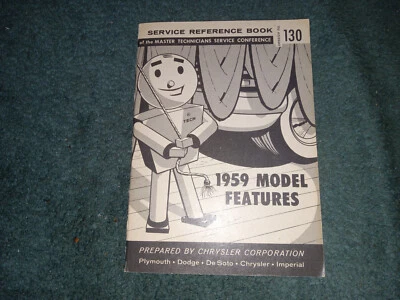 SERVICE REFERENCE BOOK
of the MASTER TECHNICIANS SERVICE CONFERENCE
130
TECH
1959 MODEL
FEATURES
PREPARED BY CHRYSLER CORPORATION
Plymouth • Dodge • De Soto • Chrysler • Imperial